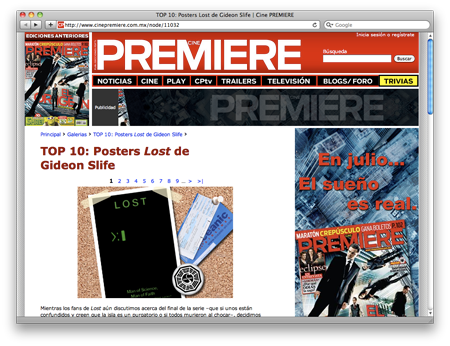 TOP 10: Posters Lost de Gideon Slife | Cine PREMIERE
http://www.cinepremiere.com.mx/node/11032
Google
EDICIONES ANTERIORES
Inicia sesión o regístrate
CINE
PREMIERE
Búsqueda
Buscar
NOTICIAS CINE PLAY CPtv TRAILERS TELEVISIÓN BLOGS/FORO TRIVIAS
Publicidad
PREMIERE
Principal Galerías TOP 10: Posters Lost de Gideon Slife
TOP 10: Posters Lost de
Gideon Slife
1 2 3 4 5 6 7 8 9 ... > >|
LOST
>:
Man of Science,
Man of Faith
En julio...
El sueño
es real.
MARATÓN CREPÚSCULO GANA BOLETOS
PREMIERE
eclipse
Mientras los fans de Lost aún discutimos acerca del final de la serie –que si unos están
confundidos y creen que la isla es un purgatorio o si todos murieron al chocar–, decidimos